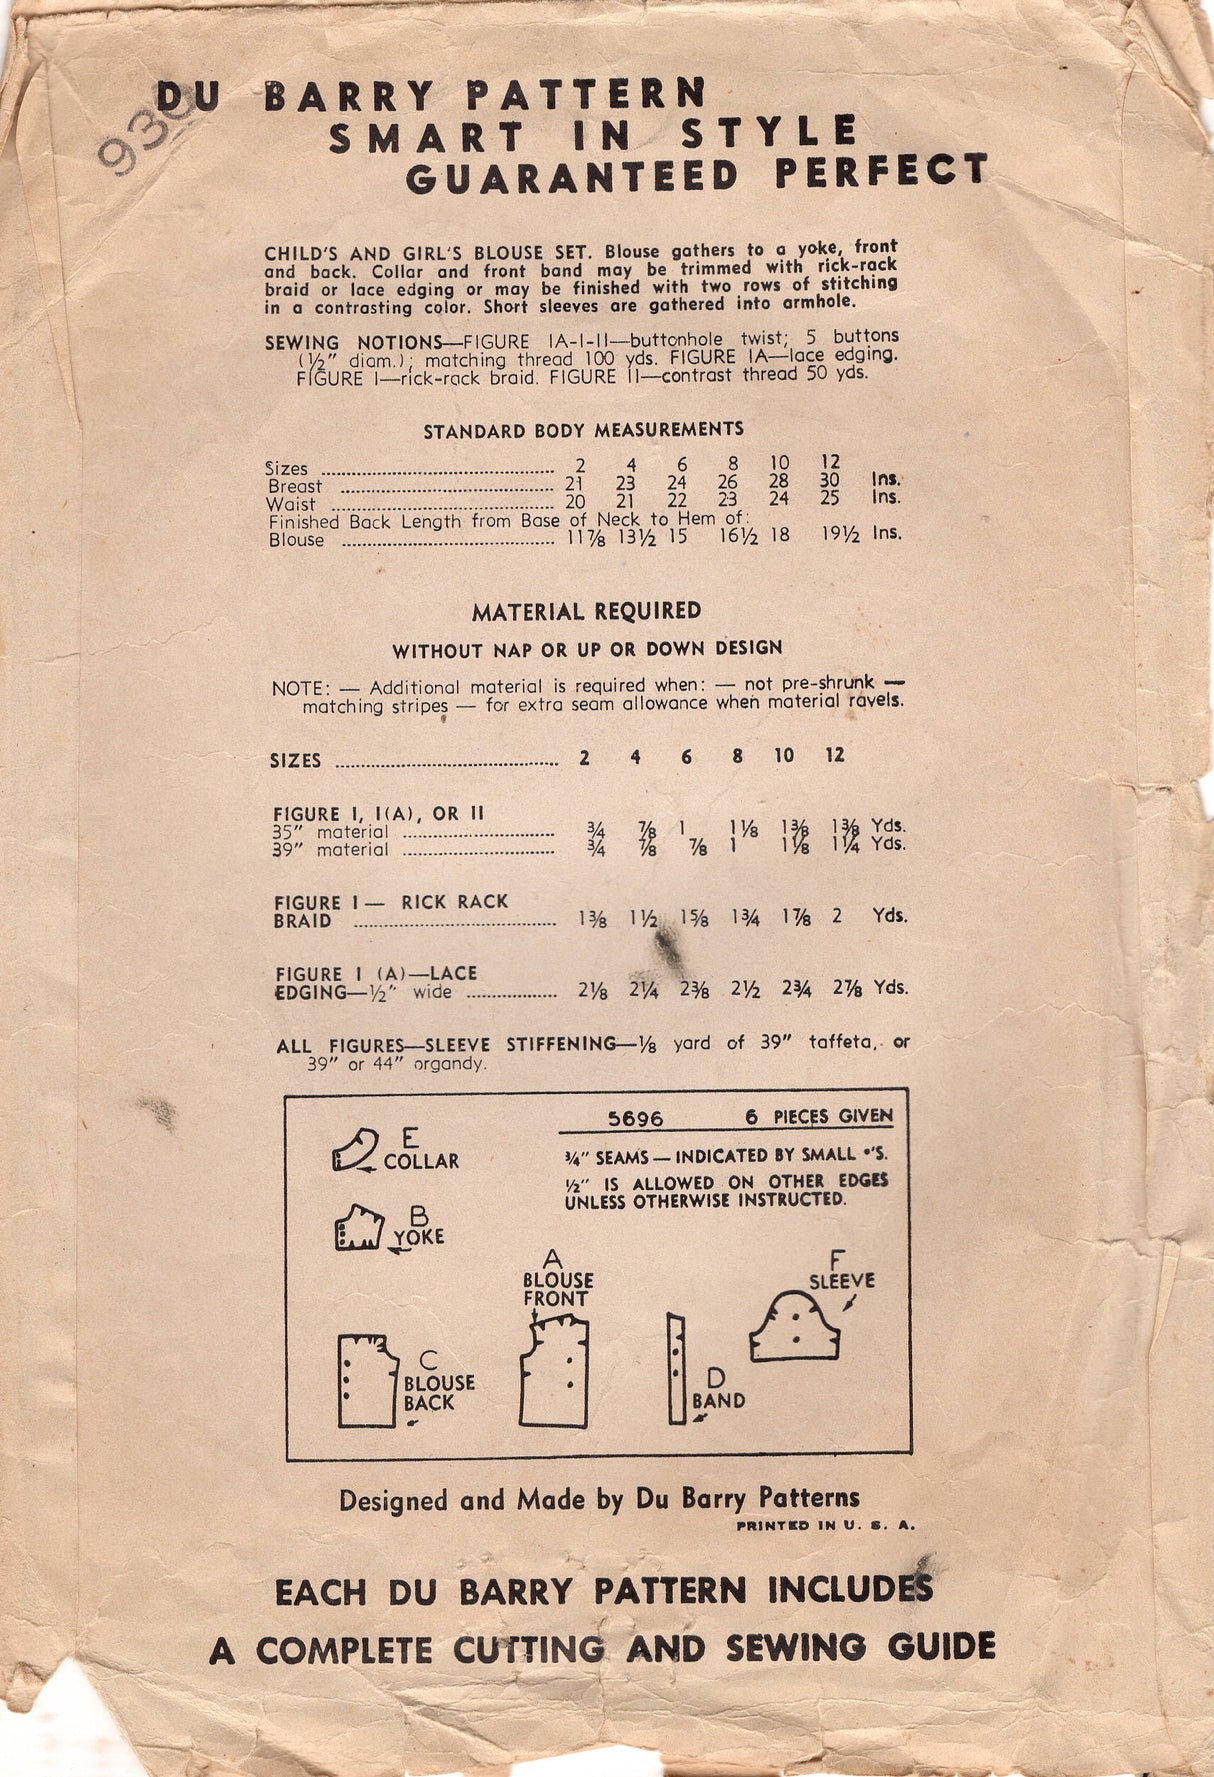 930
DU BARRY PATTERN
SMART IN STYLE
GUARANTEED PERFECT
CHILD'S AND GIRL'S BLOUSE SET. Blouse gathers to a yoke, front
and back. Collar and front band may be trimmed with rick-rack
braid or lace edging or may be finished with two rows of stitching
in a contrasting color. Short sleeves are gathered into armhole.
SEWING NOTIONS—FIGURE IA-I-II—buttonhole twist; 5 buttons
(½" diam.); matching thread 100 yds. FIGURE IA—lace edging.
FIGURE I—rick-rack braid. FIGURE II—contrast thread 50 yds.
STANDARD BODY MEASUREMENTS
Sizes ........ 2 4 6 8 10 12
Breast ........ 21 23 24 26 28 30 Ins.
Waist ........ 20 21 22 23 24 25 Ins.
Finished Back Length from Base of Neck to Hem of:
Blouse ........ 11⅞ 13½ 15 16½ 18 19½ Ins.
MATERIAL REQUIRED
WITHOUT NAP OR UP OR DOWN DESIGN
NOTE: — Additional material is required when: — not pre-shrunk —
matching stripes — for extra seam allowance when material ravels.
SIZES ........ 2 4 6 8 10 12
FIGURE I, I(A), OR II
35" material ........ ¾ ⅞ 1 1⅛ 1⅜ 1⅜ Yds.
39" material ........ ¾ ⅞ ⅞ 1 1⅛ 1¼ Yds.
FIGURE I — RICK RACK
BRAID ........ 1⅜ 1½ 1⅝ 1¾ 1⅞ 2 Yds.
FIGURE I (A)—LACE
EDGING—½" wide ........ 2⅛ 2¼ 2⅜ 2½ 2¾ 2⅞ Yds.
ALL FIGURES—SLEEVE STIFFENING—⅛ yard of 39" taffeta, or
39" or 44" organdy.
5696 6 PIECES GIVEN
¾" SEAMS — INDICATED BY SMALL •'S.
½" IS ALLOWED ON OTHER EDGES
UNLESS OTHERWISE INSTRUCTED.
E
COLLAR
B
YOKE
A
BLOUSE
FRONT
F
SLEEVE
C
BLOUSE
BACK
D
BAND
Designed and Made by Du Barry Patterns
PRINTED IN U. S. A.
EACH DU BARRY PATTERN INCLUDES
A COMPLETE CUTTING AND SEWING GUIDE